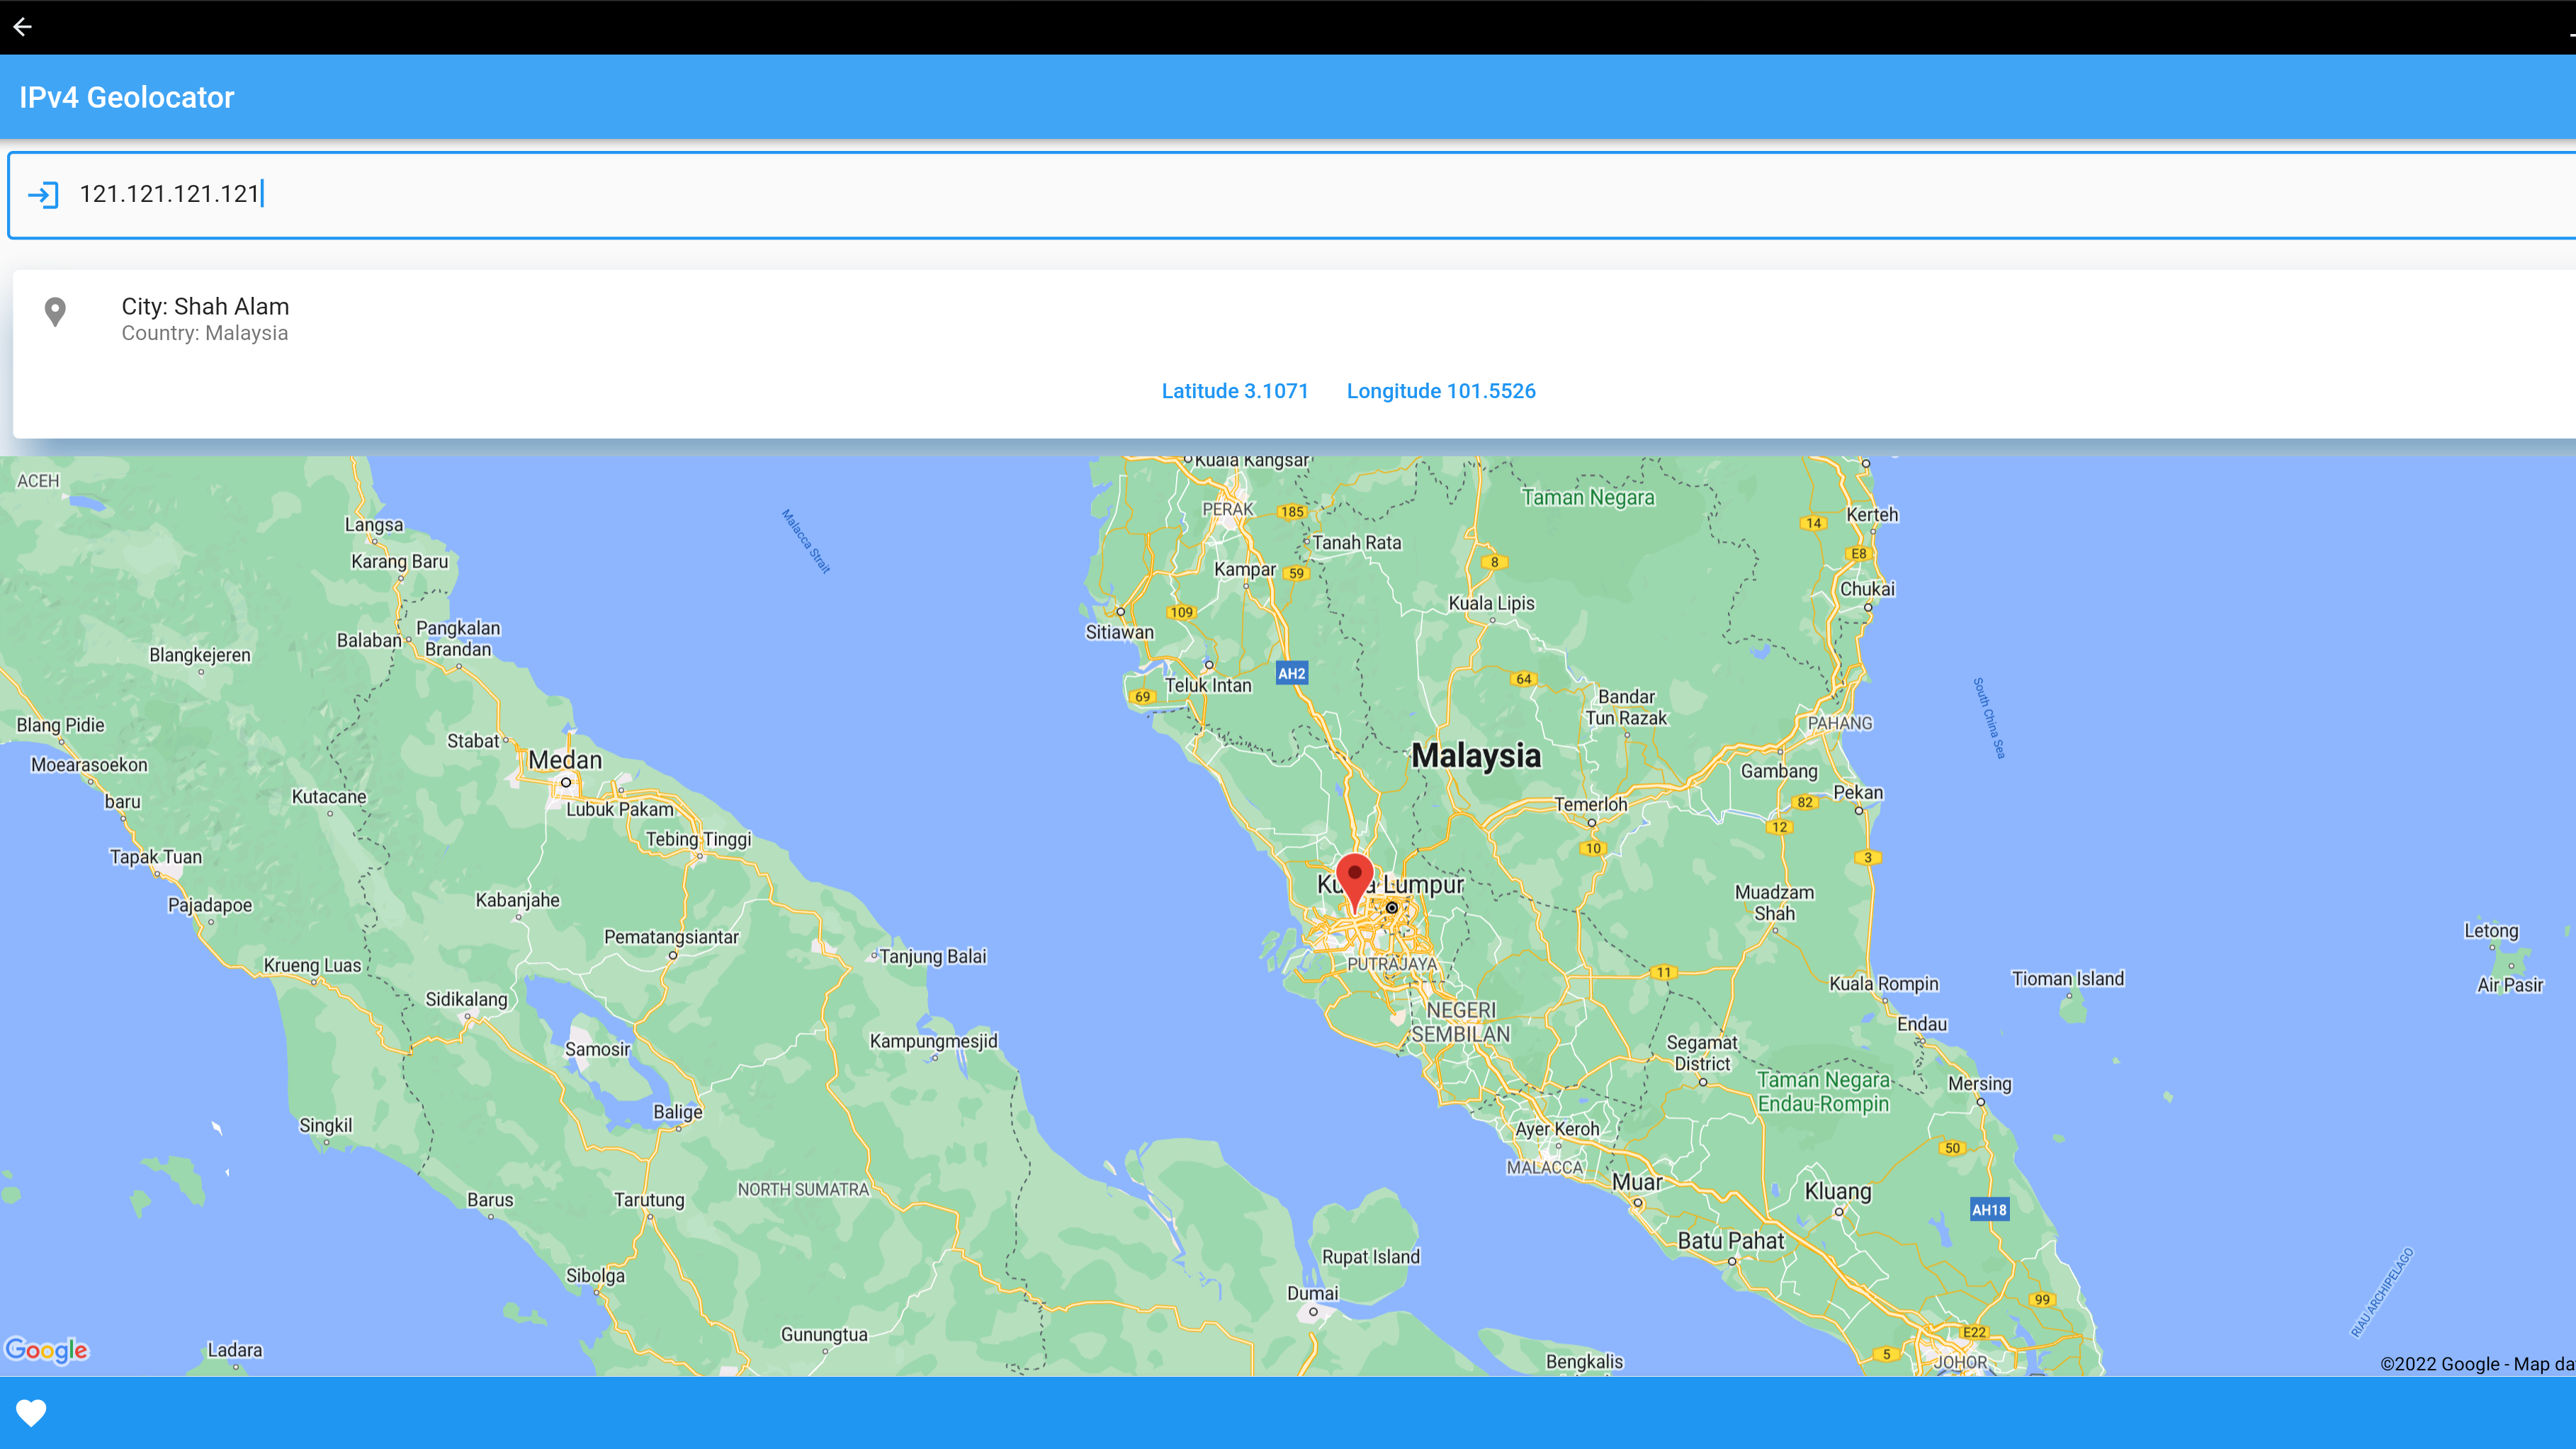 IPv4 Geolocator
121.121.121.121
City: Shah Alam
Country: Malaysia
Latitude 3.1071 Longitude 101.5526
ACEH
Kuala Kangsar
Taman Negara
PERAK
185
14
Kerteh
Langsa
Malacca Strait
Tanah Rata
E8
Karang Baru
8
Kampar
59
Chukai
109
Kuala Lipis
Pangkalan
Brandan
Balaban
Sitiawan
Blangkejeren
AH2
64
Teluk Intan
69
Bandar
Tun Razak
South China Sea
PAHANG
Blang Pidie
Stabat
Malaysia
Medan
Moearasoekon
Gambang
Kutacane
baru
Lubuk Pakam
Temerloh
82
Pekan
12
Tebing Tinggi
10
Tapak Tuan
3
Ku a Lumpur
Muadzam
Shah
Kabanjahe
Pajadapoe
Pematangsiantar
Letong
Tanjung Balai
PUTRAJAYA
Krueng Luas
11
Tioman Island
Kuala Rompin
Air Pasir
Sidikalang
NEGERI
SEMBILAN
Endau
Kampungmesjid
Samosir
Segamat
District
Taman Negara
Endau-Rompin
Mersing
Balige
Singkil
Ayer Keroh
50
MALACCA
Muar
NORTH SUMATRA
Kluang
Barus
Tarutung
AH18
Batu Pahat
Rupat Island
Sibolga
Dumai
RIAU ARCHIPELAGO
99
Gunungtua
E22
Google
Ladara
5
JOHOR
Bengkalis
©2022 Google - Map da